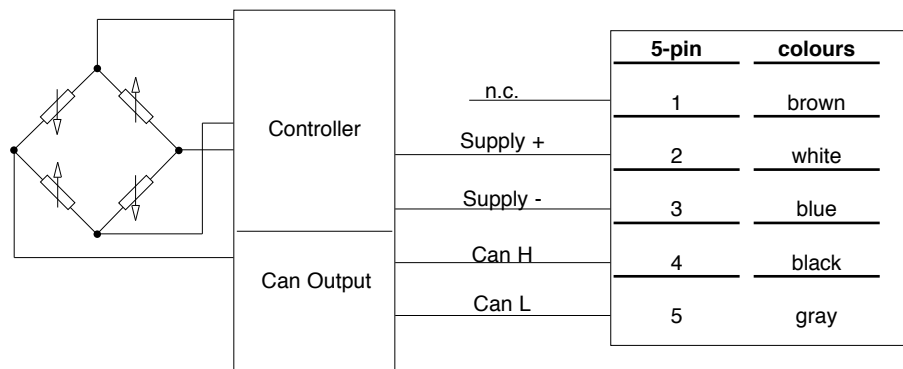 5-pin colours
n.c.
1 brown
Controller
Supply +
2 white
Supply -
3 blue
Can H
4 black
Can Output
Can L
5 gray